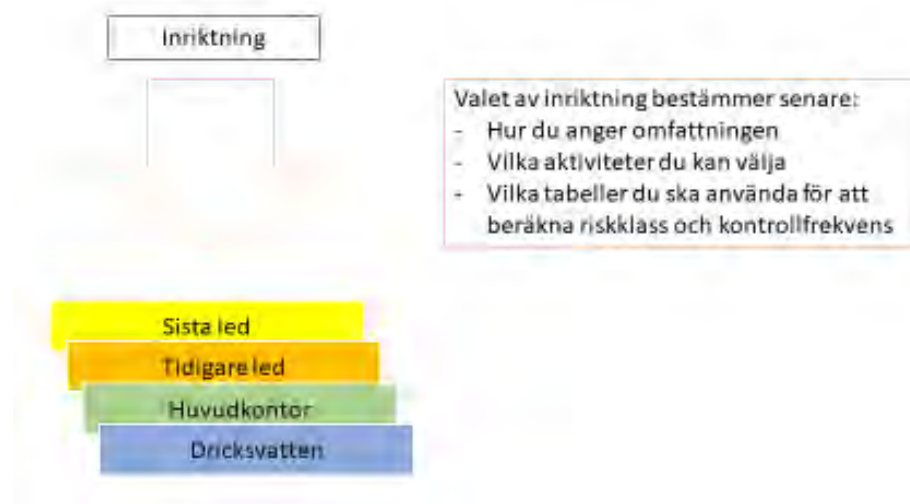 Inriktning
Valet av inriktning bestämmer senare:
- Hur du anger omfattningen
- Vilka aktiviteter du kan välja
- Vilka tabeller du ska använda för att
beräkna riskklass och kontrollfrekvens
Sista led
Tidigare led
Huvudkontor
Dricksvatten